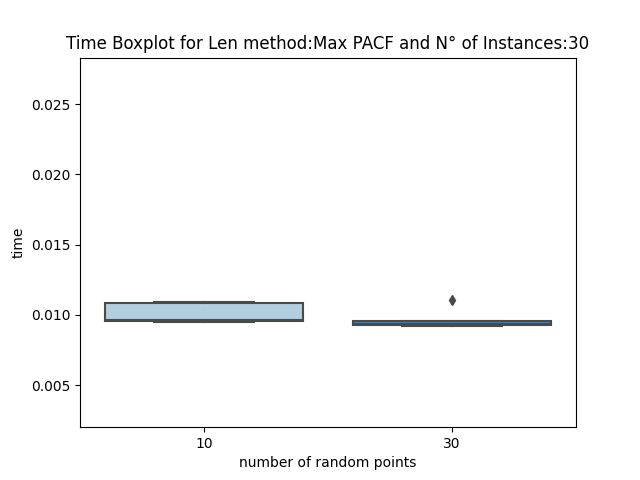 Time Boxplot for Len method:Max PACF and N° of Instances:30
0.025
0.020
0.015
0.010
0.005
time
10
30
number of random points